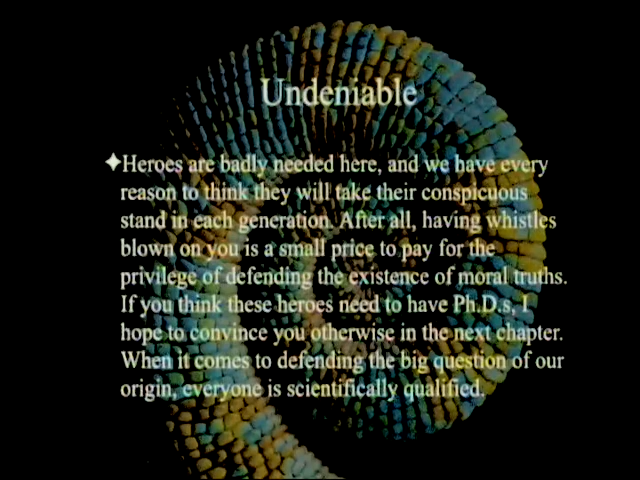 Undeniable
✦Heroes are badly needed here, and we have every
reason to think they will take their conspicuous
stand in each generation. After all, having whistles
blown on you is a small price to pay for the
privilege of defending the existence of moral truths.
If you think these heroes need to have Ph.D.s, I
hope to convince you otherwise in the next chapter.
When it comes to defending the big question of our
origin, everyone is scientifically qualified.